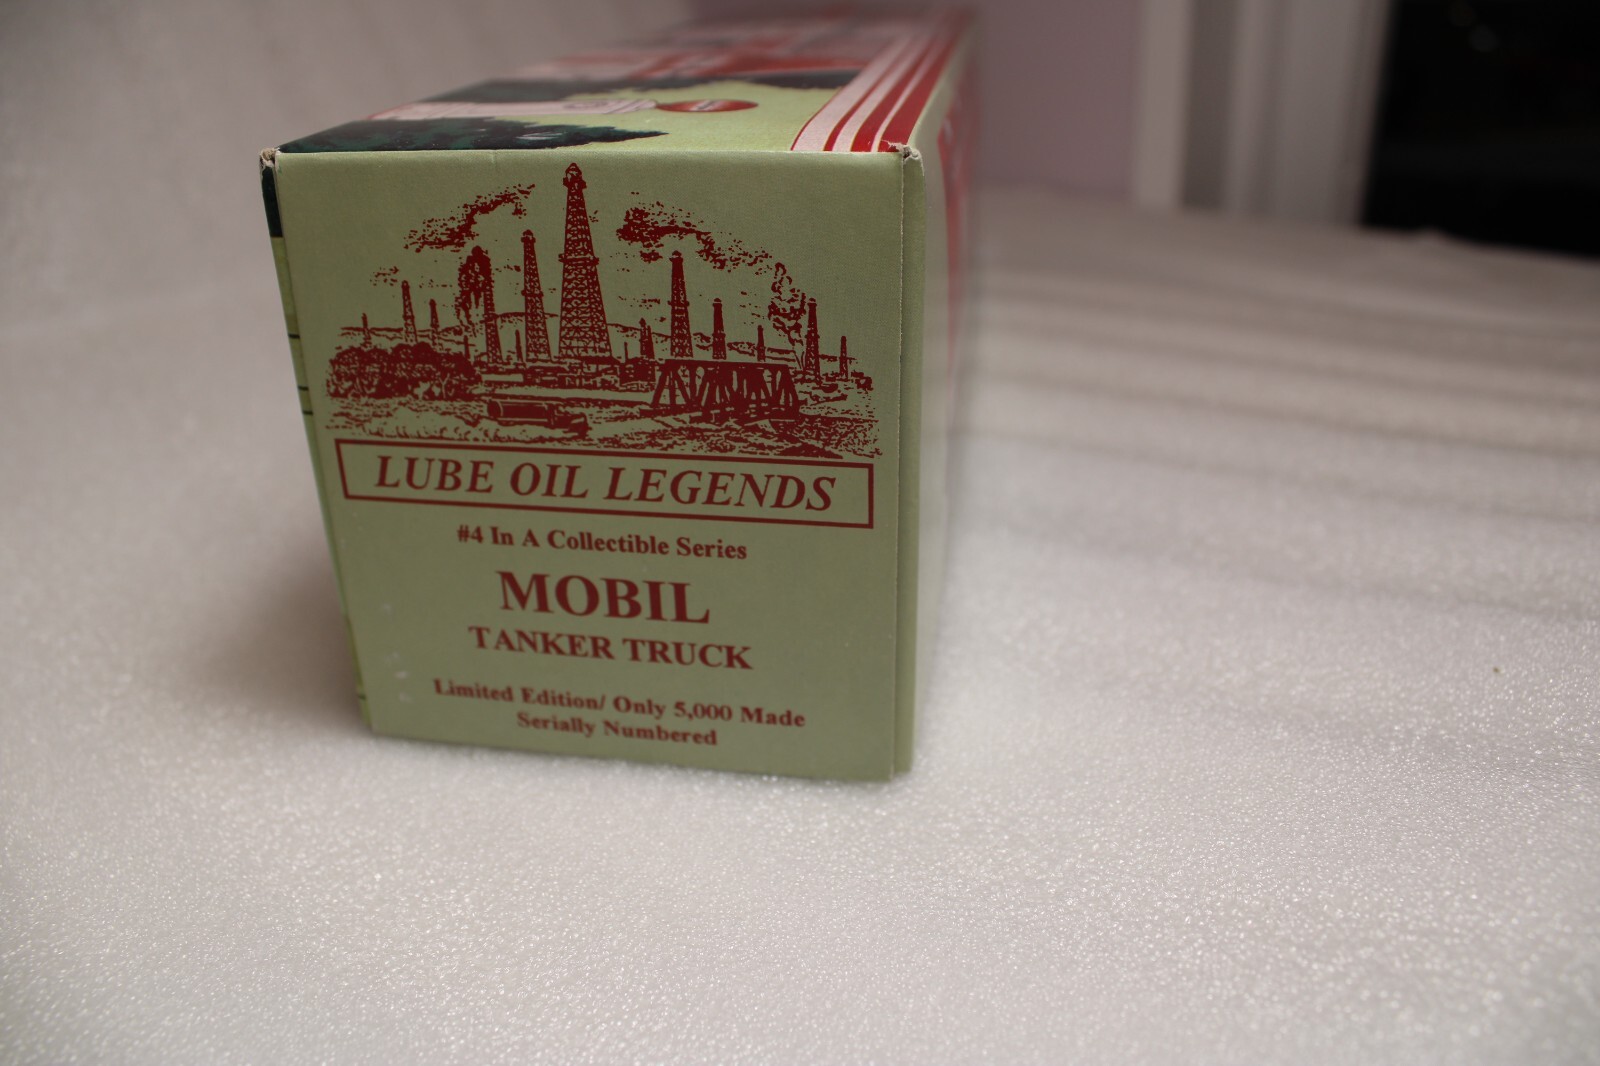 LUBE OIL LEGENDS
#4 In A Collectible Series
MOBIL
TANKER TRUCK
Limited Edition/ Only 5,000 Made
Serially Numbered